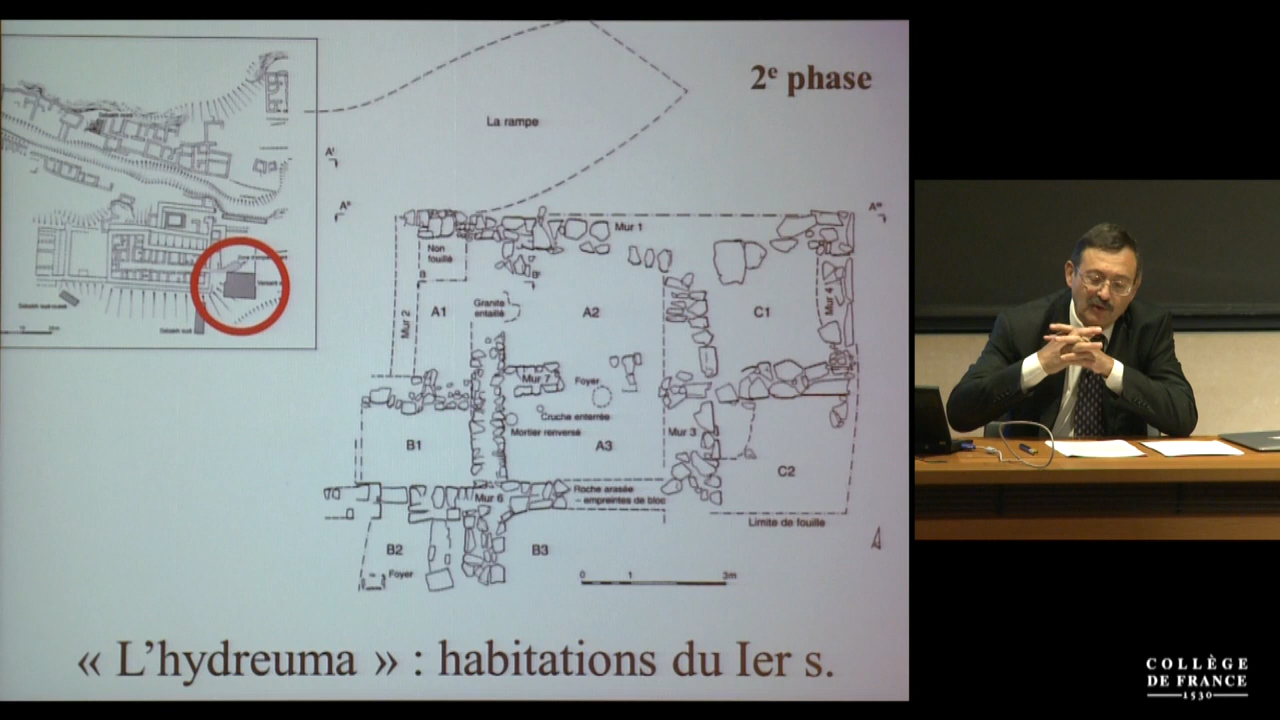 2e phase
La rampe
A'
A"
A'''
Mur 1
Non
fouillé
B
B'
Mur 2
A1
Granite
entaillé
A2
C1
Mur 4
Mur 7
Foyer
Cruche enterrée
Mortier renversé
B1
A3
Mur 3
C2
Mur 6
Roche arasée
– empreintes de bloc
Limite de fouille
B2
Foyer
B3
0 1 3m
« L'hydreuma » : habitations du Ier s.
COLLÈGE
DE FRANCE
1530